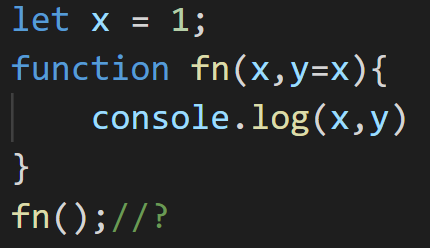 let x = 1;
function fn(x,y=x){
    console.log(x,y)
}
fn();//?